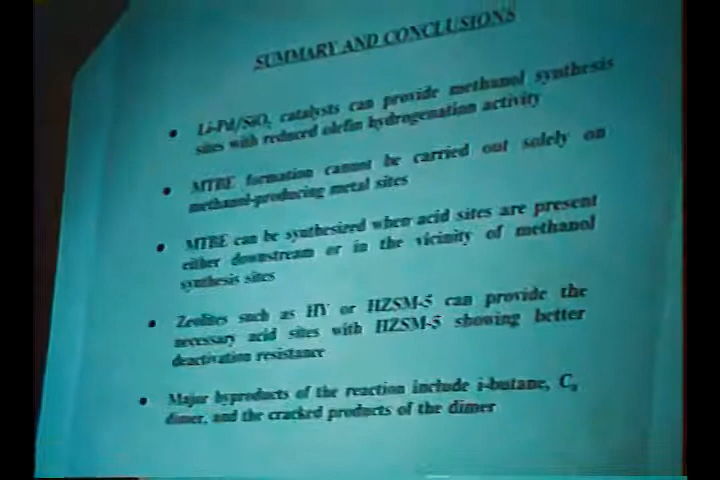 SUMMARY AND CONCLUSIONS
• Li-Pd/SiO₂ catalysts can provide methanol synthesis
sites with reduced olefin hydrogenation activity
• MTBE formation cannot be carried out solely on
methanol-producing metal sites
• MTBE can be synthesized when acid sites are present
either downstream or in the vicinity of methanol
synthesis sites
• Zeolites such as HY or HZSM-5 can provide the
necessary acid sites with HZSM-5 showing better
deactivation resistance
• Major byproducts of the reaction include i-butane, C₈
dimer, and the cracked products of the dimer